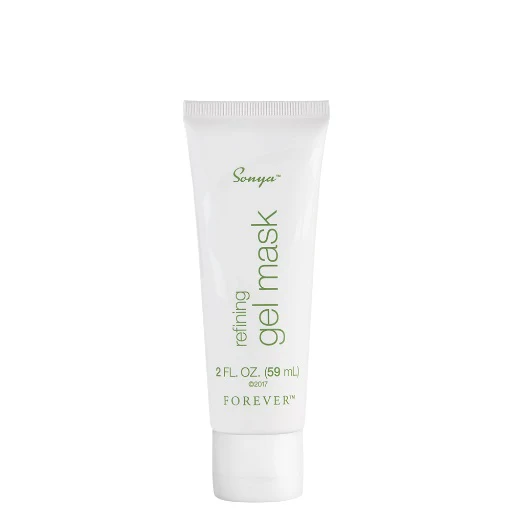 Sonya™
refining
gel mask
2 FL. OZ. (59 mL)
©2017
FOREVER™